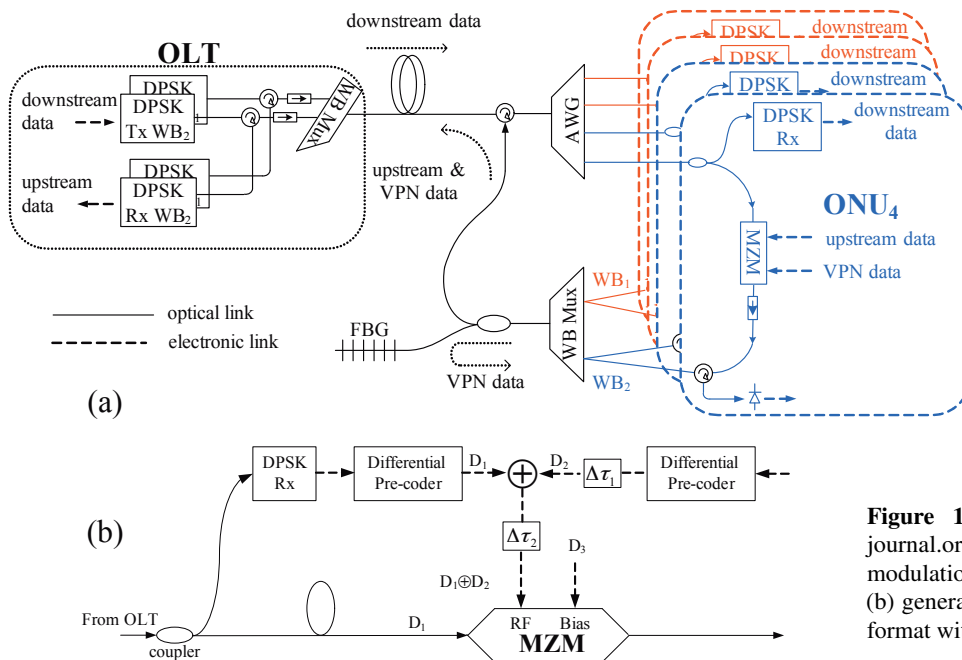 downstream data
OLT
DPSK
DPSK
Tx WB₂
1
downstream
data
DPSK
DPSK
Rx WB₂
1
upstream
data
WB Mux
upstream &
VPN data
AWG
DPSK
downstream
DPSK
downstream
DPSK
downstream
DPSK
Rx
downstream
data
ONU₄
MZM
upstream data
VPN data
optical link
electronic link
FBG
VPN data
WB Mux
WB₁
WB₂
(a)
(b)
DPSK
Rx
Differential
Pre-coder
D₁
D₂
Δτ₁
Differential
Pre-coder
Δτ₂
D₃
D₁⊕D₂
From OLT
coupler
D₁
RF
Bias
MZM
Figure 1
journal.or
modulation
(b) genera
format wit